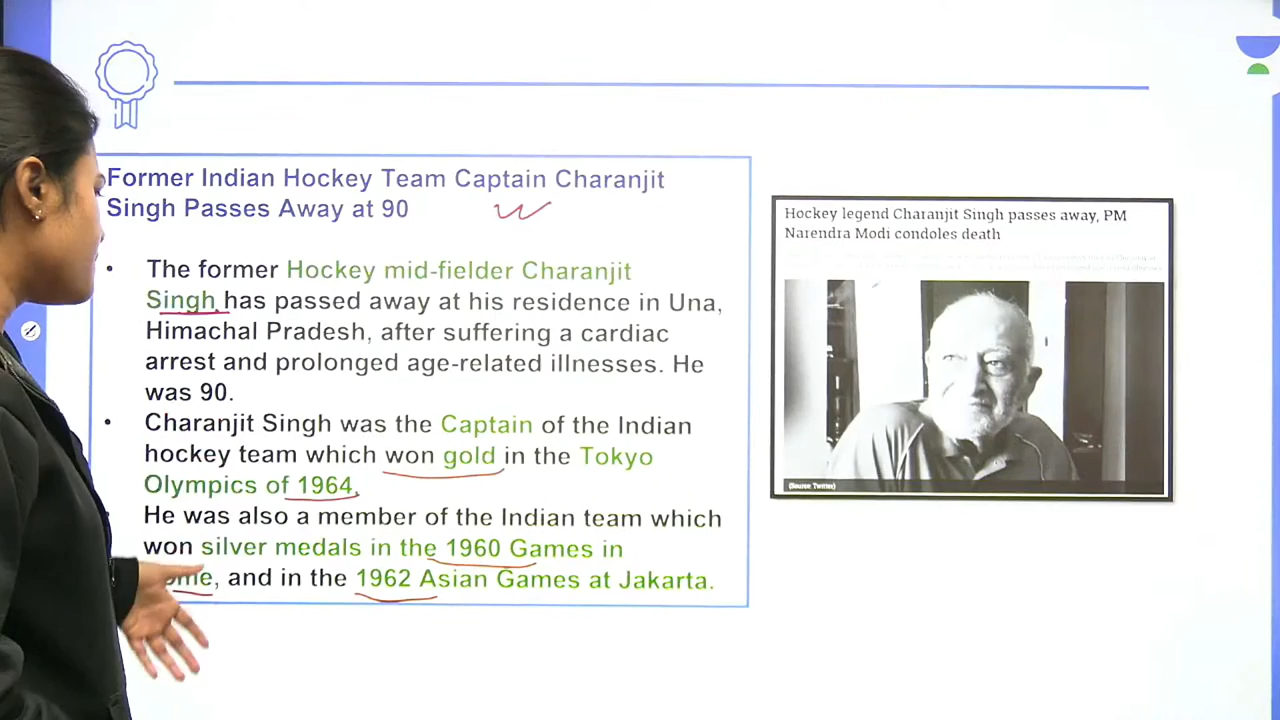 Former Indian Hockey Team Captain Charanjit
Singh Passes Away at 90
• The former Hockey mid-fielder Charanjit
Singh, has passed away at his residence in Una,
Himachal Pradesh, after suffering a cardiac
arrest and prolonged age-related illnesses. He
was 90.
• Charanjit Singh was the Captain of the Indian
hockey team which won gold in the Tokyo
Olympics of 1964.
He was also a member of the Indian team which
won silver medals in the 1960 Games in
, and in the 1962 Asian Games at Jakarta.
Hockey legend Charanjit Singh passes away, PM
Narendra Modi condoles death
(Source: Twitter)